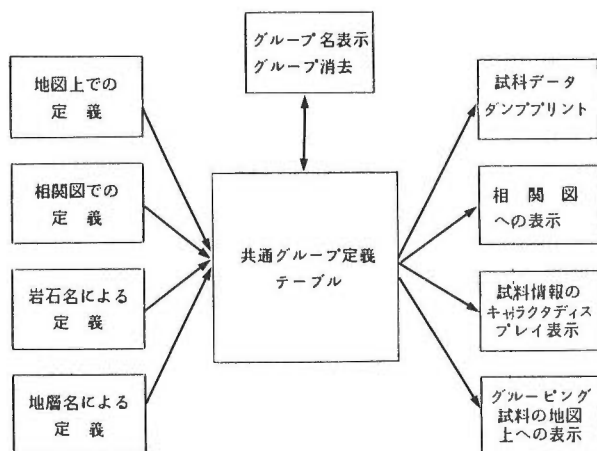 グループ名表示
グループ消去
地図上での
定義
相関図での
定義
岩石名による
定義
地層名による
定義
共通グループ定義
テーブル
試科データ
ダンププリント
相関図
への表示
試料情報の
キャラクタディス
プレイ表示
グルーピング
試料の地図
上への表示